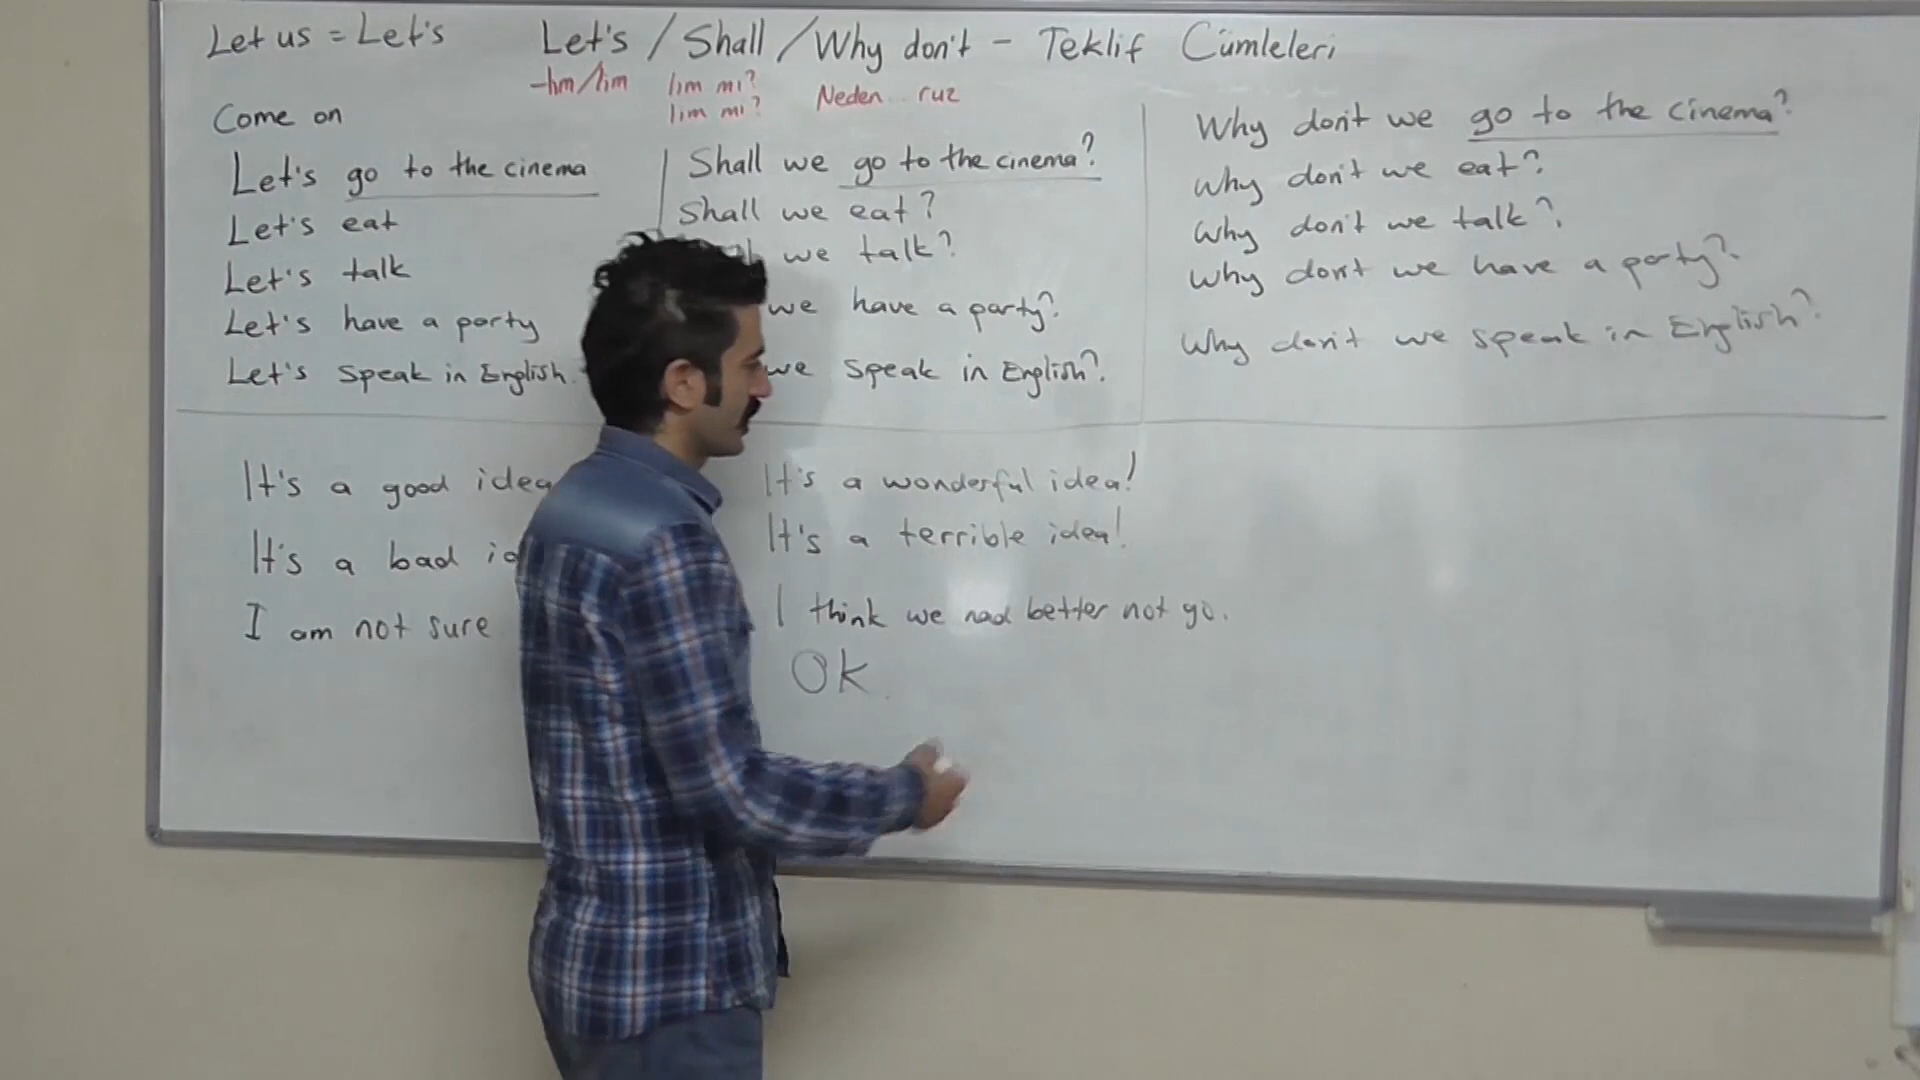 Let us = Let's
Let's / Shall / Why don't - Teklif Cümleleri
-lım/lim
lım mı?
lim mi?
Neden... ruz
Come on
Let's go to the cinema
Let's eat
Let's talk
Let's have a party
Let's speak in English.
Shall we go to the cinema?
Shall we eat?
we talk?
we have a party?
we speak in English?
Why don't we go to the cinema?
Why don't we eat?
Why don't we talk?
Why don't we have a party?
Why don't we speak in English?
It's a good idea
It's a bad
I am not sure
It's a wonderful idea!
It's a terrible idea!
I think we had better not go.
Ok.